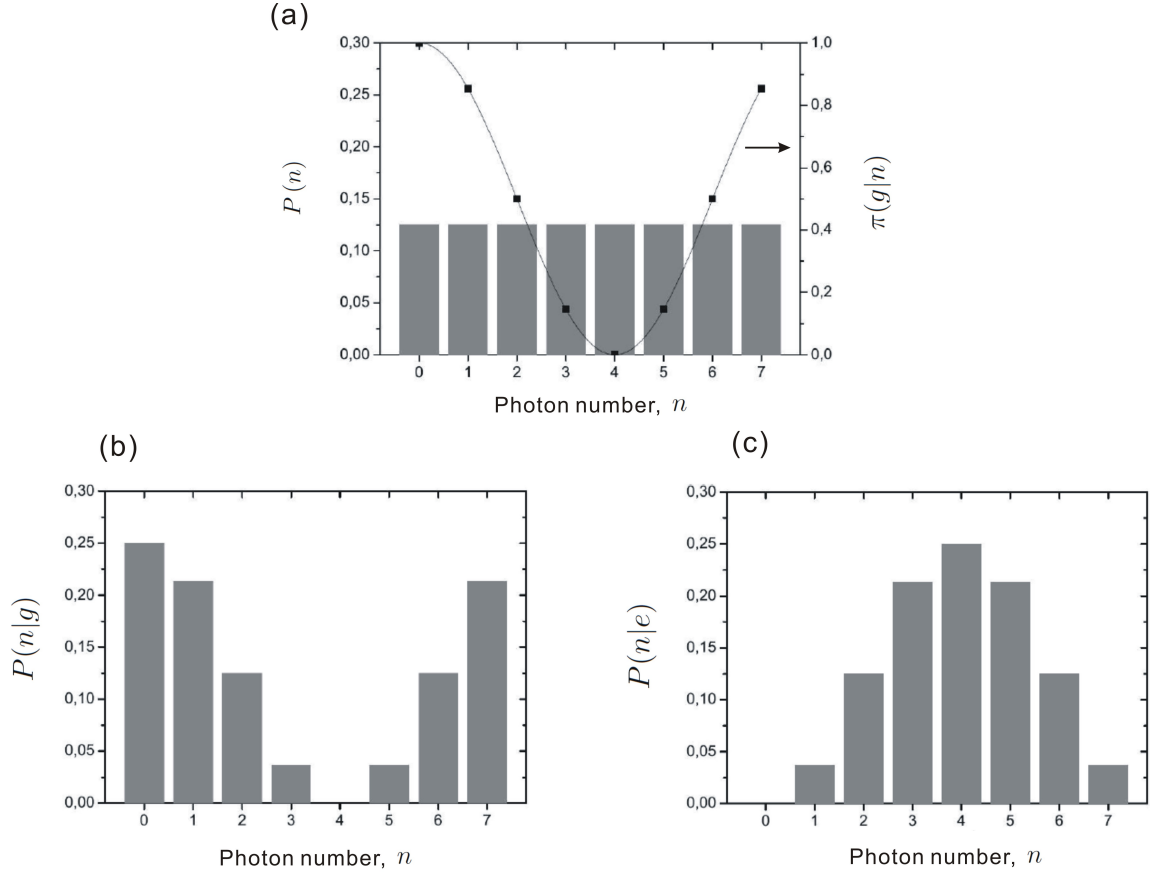 (a)
0,30
0,25
0,20
0,15
0,10
0,05
0,00
P(n)
1,0
0,8
0,6
0,4
0,2
0,0
π(g|n)
0 1 2 3 4 5 6 7
Photon number, n
(b)
0,30
0,25
0,20
0,15
0,10
0,05
0,00
P(n|g)
0 1 2 3 4 5 6 7
Photon number, n
(c)
0,30
0,25
0,20
0,15
0,10
0,05
0,00
P(n|e)
0 1 2 3 4 5 6 7
Photon number, n